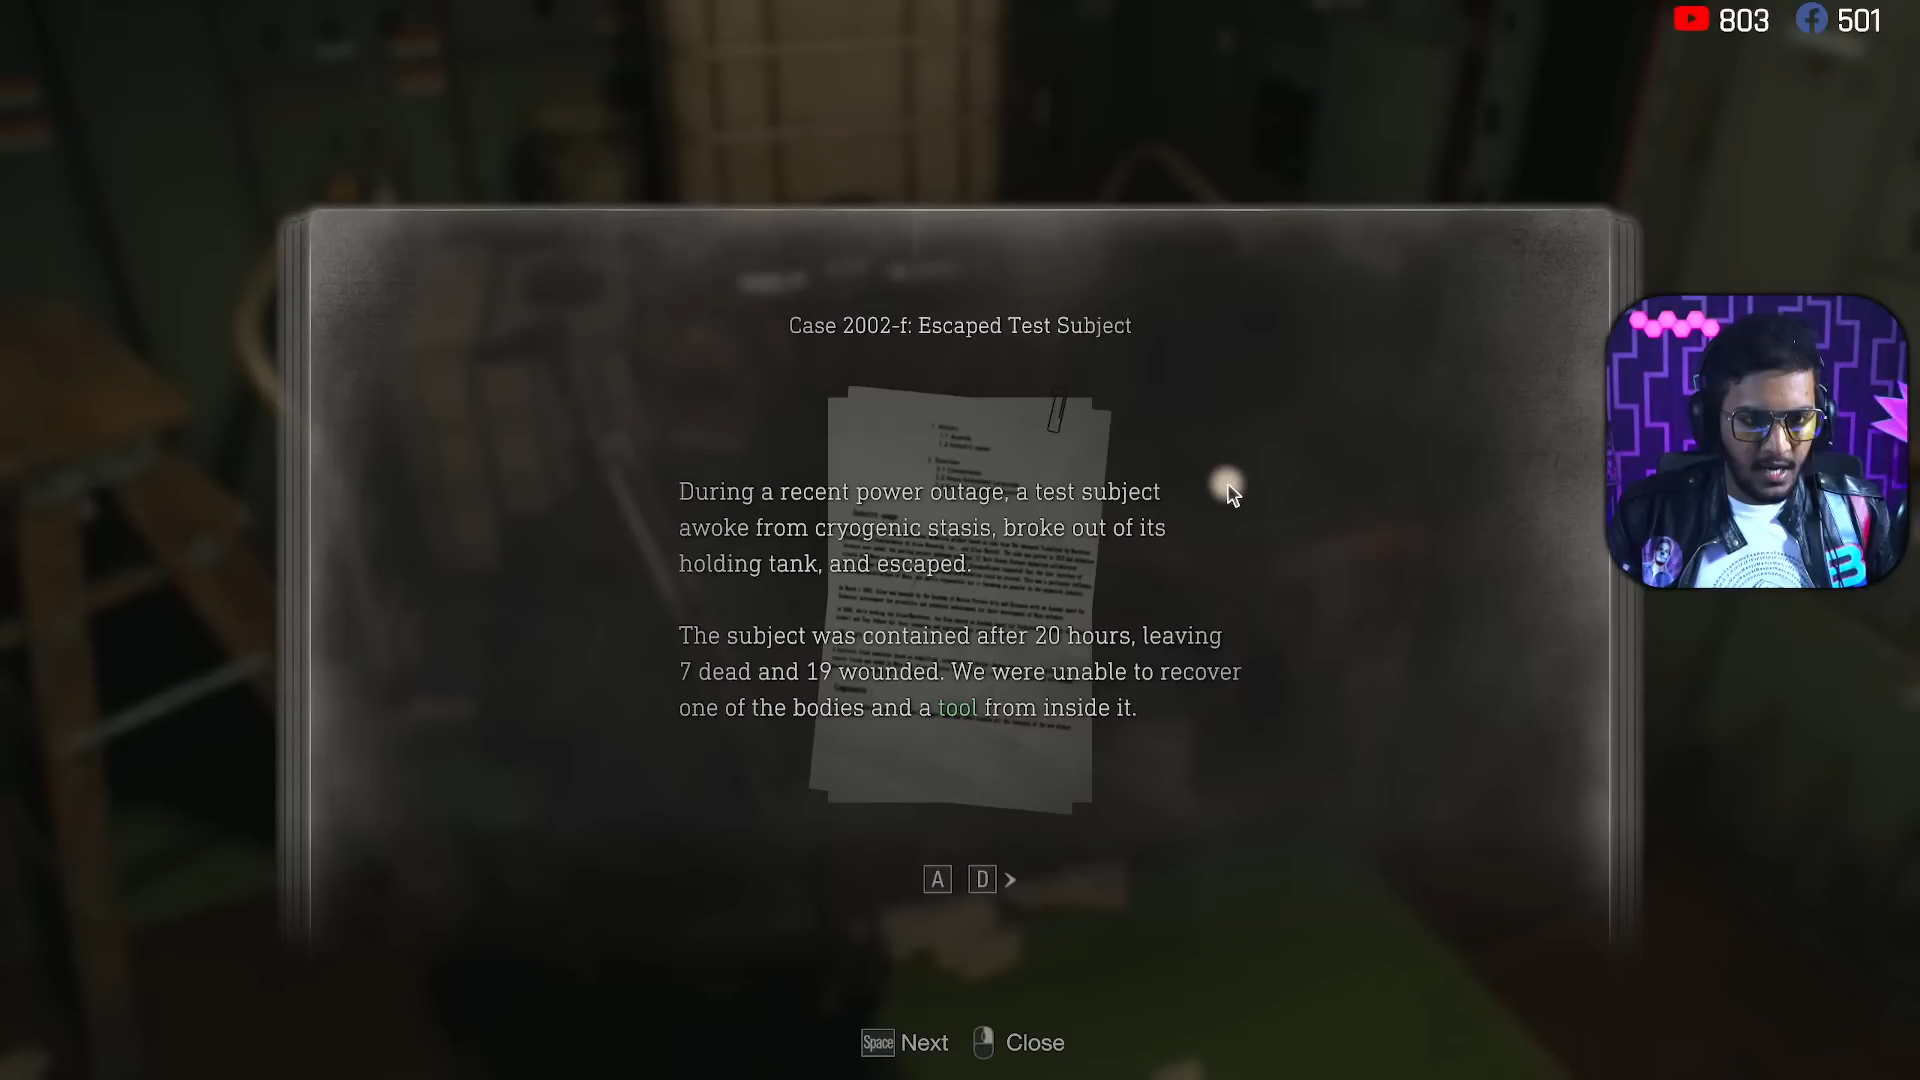 803 501
Case 2002-f: Escaped Test Subject
During a recent power outage, a test subject
awoke from cryogenic stasis, broke out of its
holding tank, and escaped.
The subject was contained after 20 hours, leaving
7 dead and 19 wounded. We were unable to recover
one of the bodies and a tool from inside it.
A D >
Space Next Close